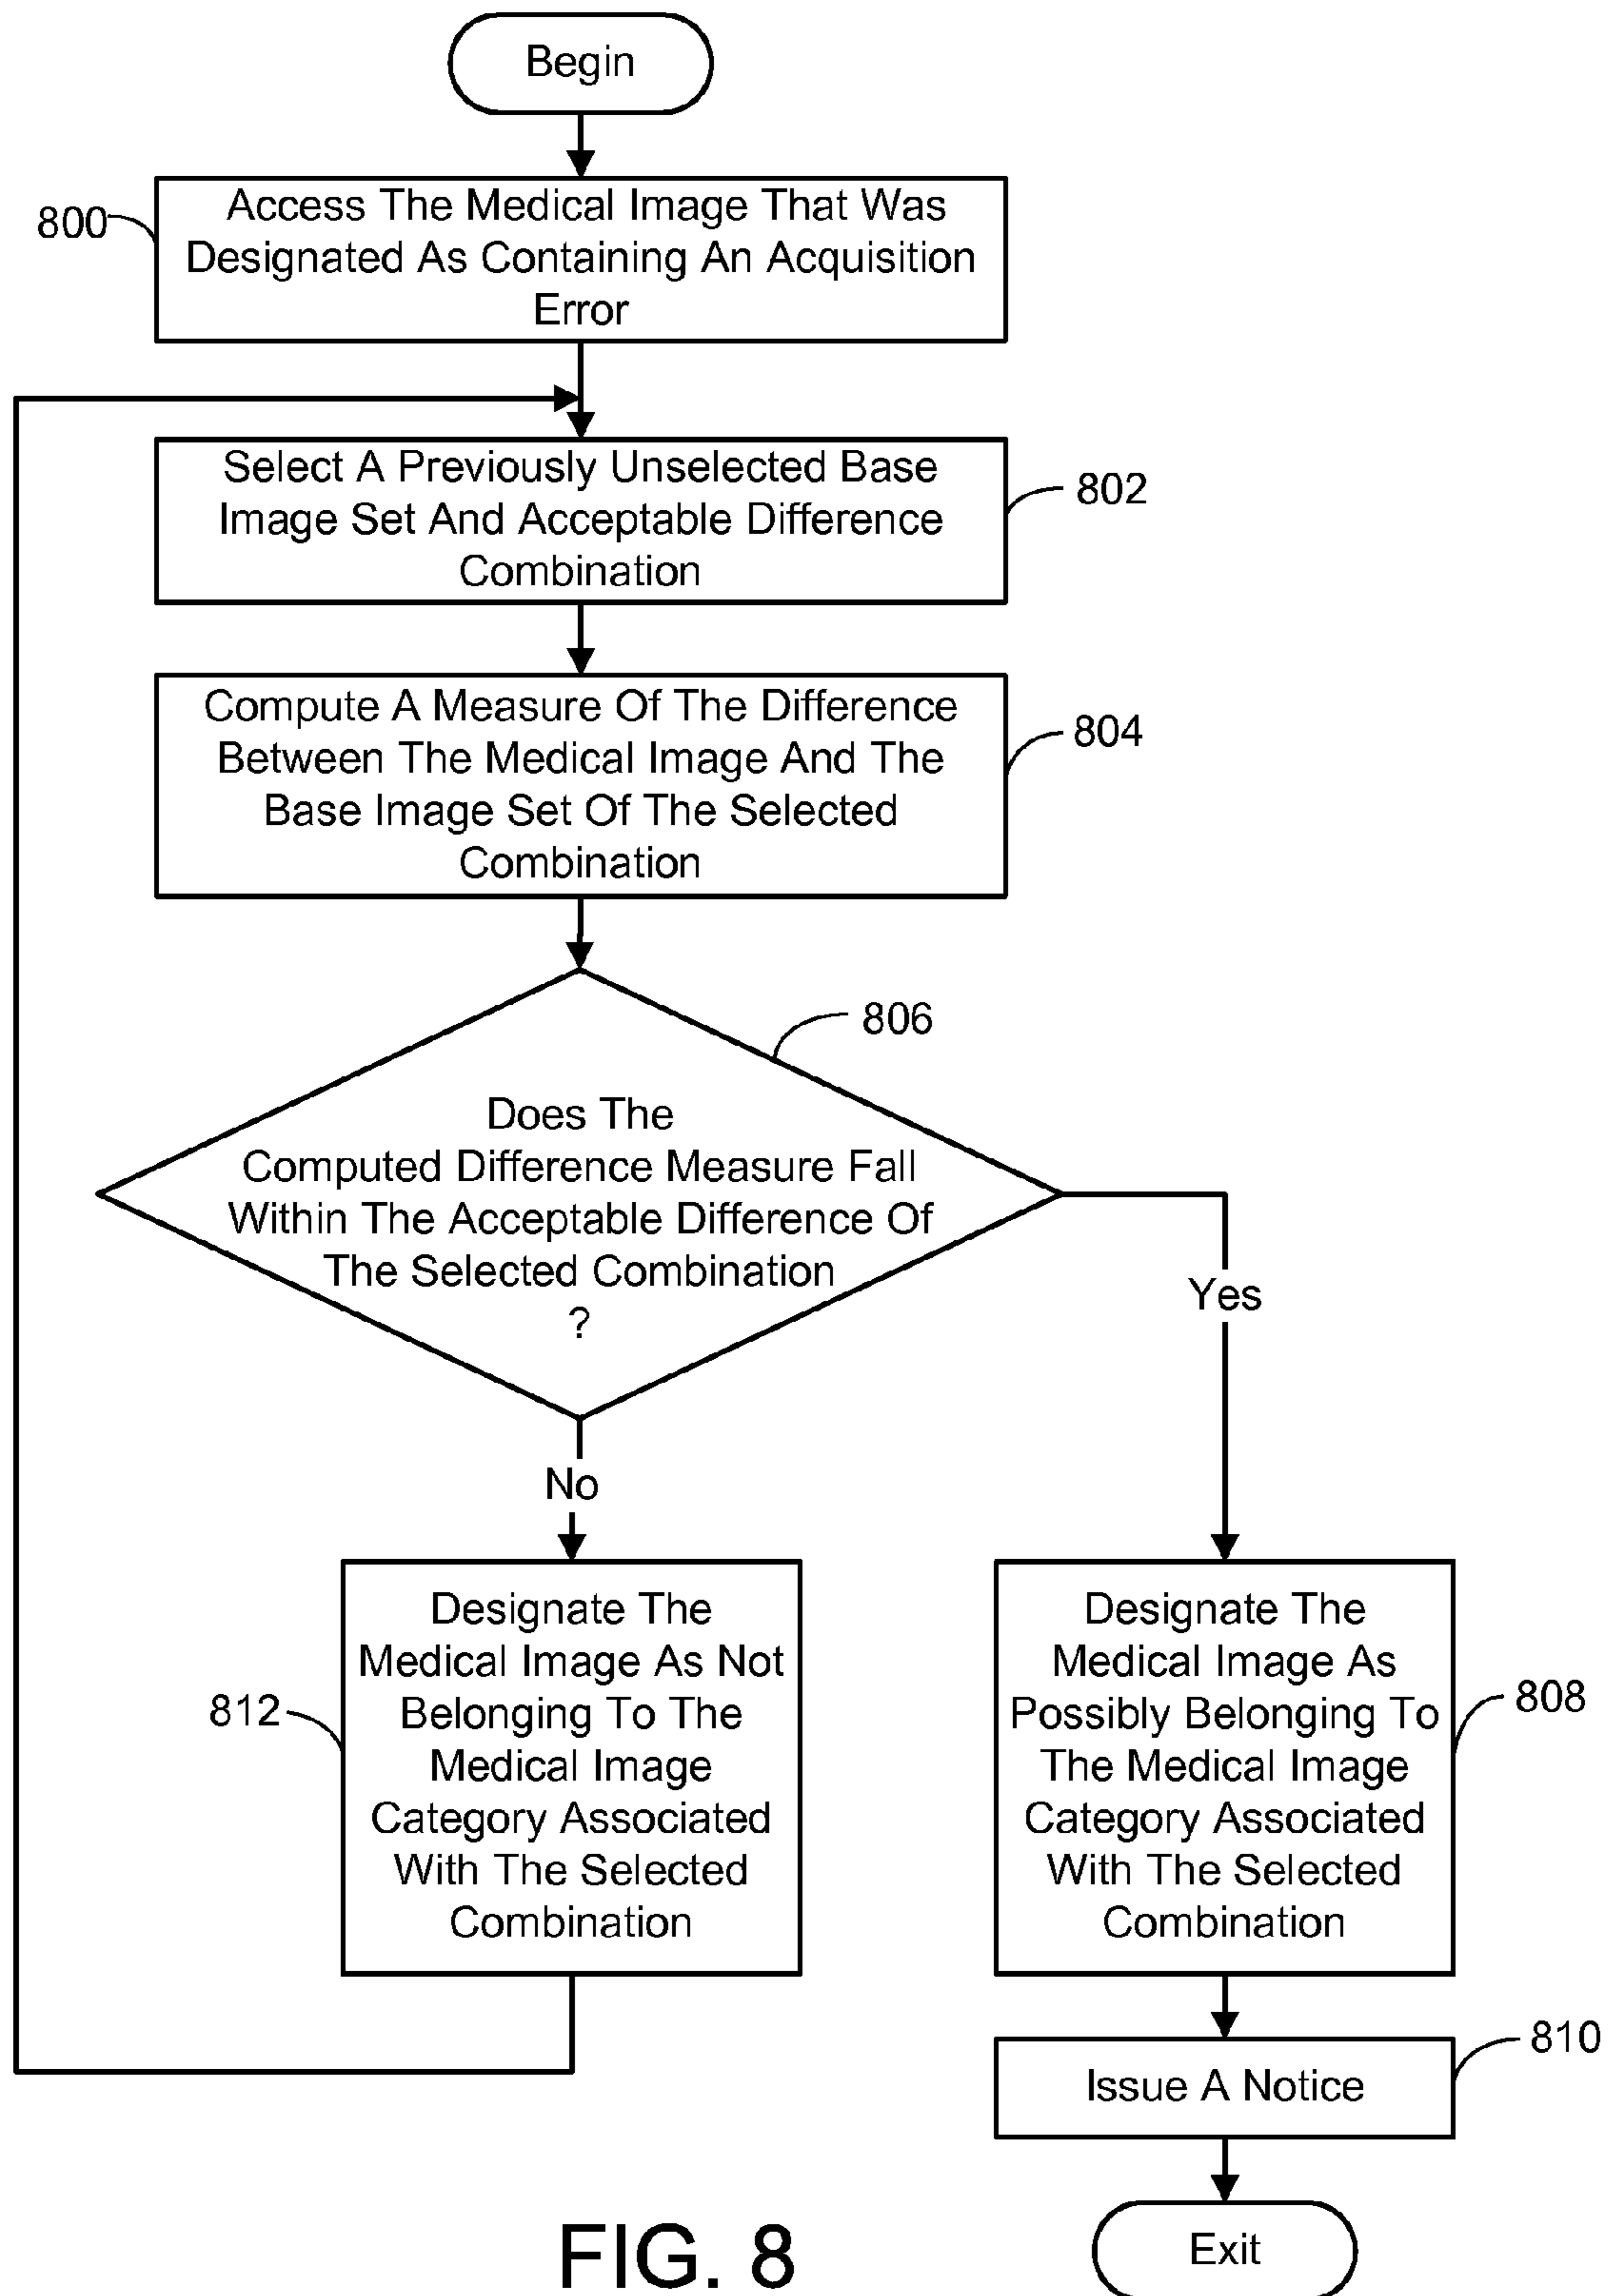 Begin
800
Access The Medical Image That Was
Designated As Containing An Acquisition
Error
Select A Previously Unselected Base
Image Set And Acceptable Difference
Combination
802
Compute A Measure Of The Difference
Between The Medical Image And The
Base Image Set Of The Selected
Combination
804
806
Does The
Computed Difference Measure Fall
Within The Acceptable Difference Of
The Selected Combination
?
Yes
No
812
Designate The
Medical Image As Not
Belonging To The
Medical Image
Category Associated
With The Selected
Combination
Designate The
Medical Image As
Possibly Belonging To
The Medical Image
Category Associated
With The Selected
Combination
808
Issue A Notice
810
Exit
FIG. 8